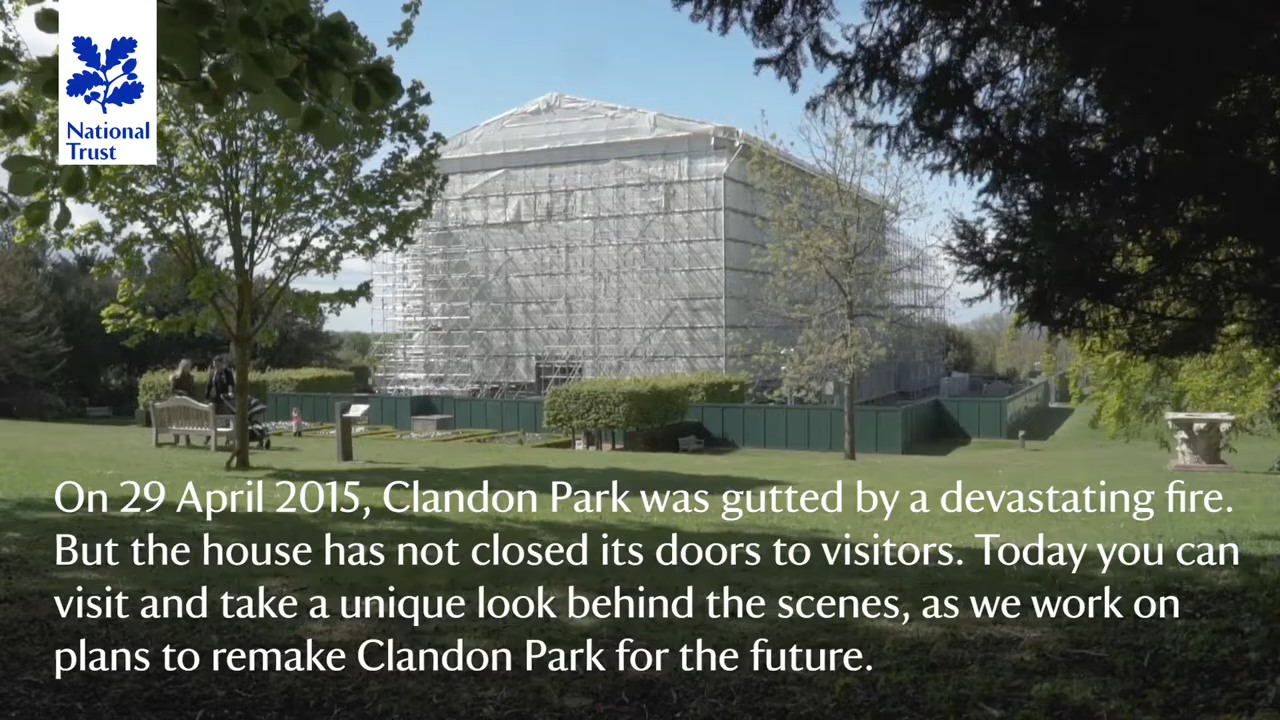 National
Trust
On 29 April 2015, Clandon Park was gutted by a devastating fire.
But the house has not closed its doors to visitors. Today you can
visit and take a unique look behind the scenes, as we work on
plans to remake Clandon Park for the future.